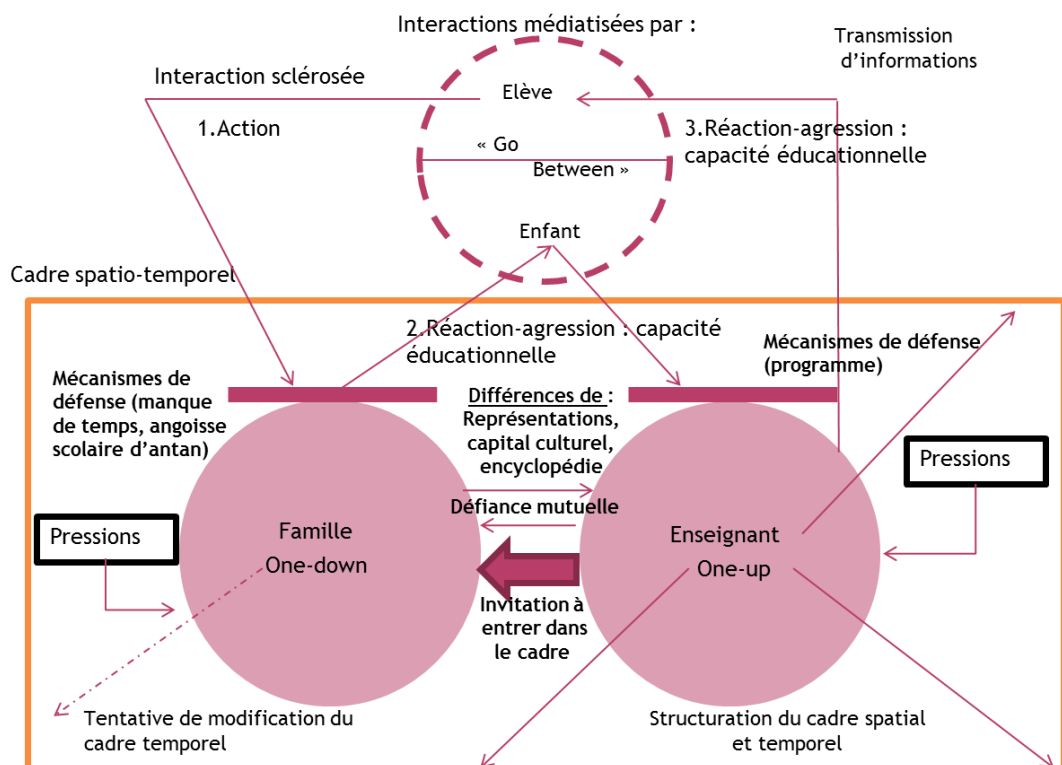 Interactions médiatisées par :
Transmission
d’informations
Interaction sclérosée
Elève
1.Action
3.Réaction-agression :
capacité éducationnelle
« Go
Between »
Enfant
Cadre spatio-temporel
2.Réaction-agression : capacité
éducationnelle
Mécanismes de défense
(programme)
Mécanismes de
défense (manque
de temps, angoisse
scolaire d’antan)
Différences de :
Représentations,
capital culturel,
encyclopédie
Défiance mutuelle
Pressions
Pressions
Famille
One-down
Enseignant
One-up
Invitation à
entrer dans
le cadre
Tentative de modification du
cadre temporel
Structuration du cadre spatial
et temporel